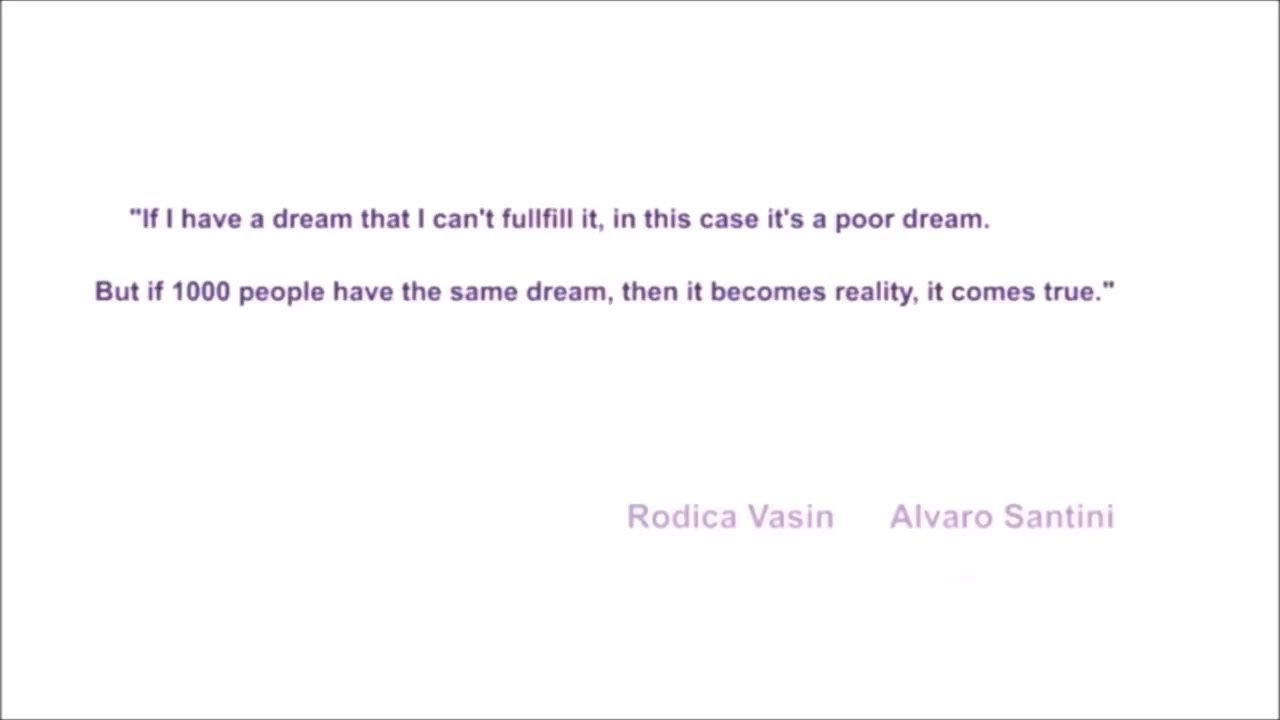 "If I have a dream that I can't fullfill it, in this case it's a poor dream.
But if 1000 people have the same dream, then it becomes reality, it comes true."
Rodica Vasin Alvaro Santini